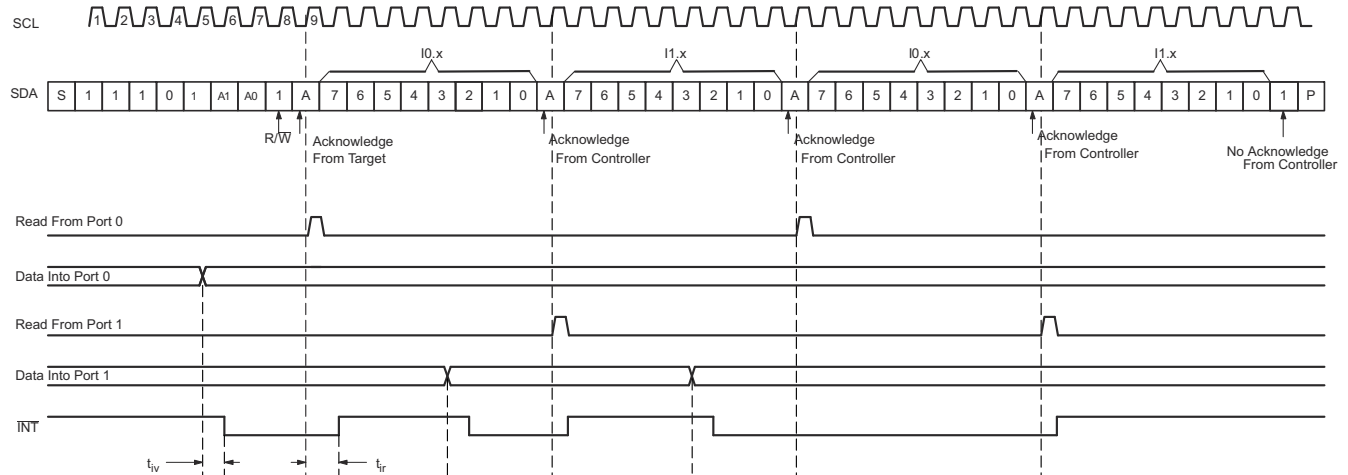 SCL
1 2 3 4 5 6 7 8 9
I0.x I1.x I0.x I1.x
SDA S 1 1 1 0 1 A1 A0 1 A 7 6 5 4 3 2 1 0 A 7 6 5 4 3 2 1 0 A 7 6 5 4 3 2 1 0 A 7 6 5 4 3 2 1 0 1 P
R/W
Acknowledge
From Target
Acknowledge
From Controller
Acknowledge
From Controller
Acknowledge
From Controller
No Acknowledge
From Controller
Read From Port 0
Data Into Port 0
Read From Port 1
Data Into Port 1
INT
tiv tir